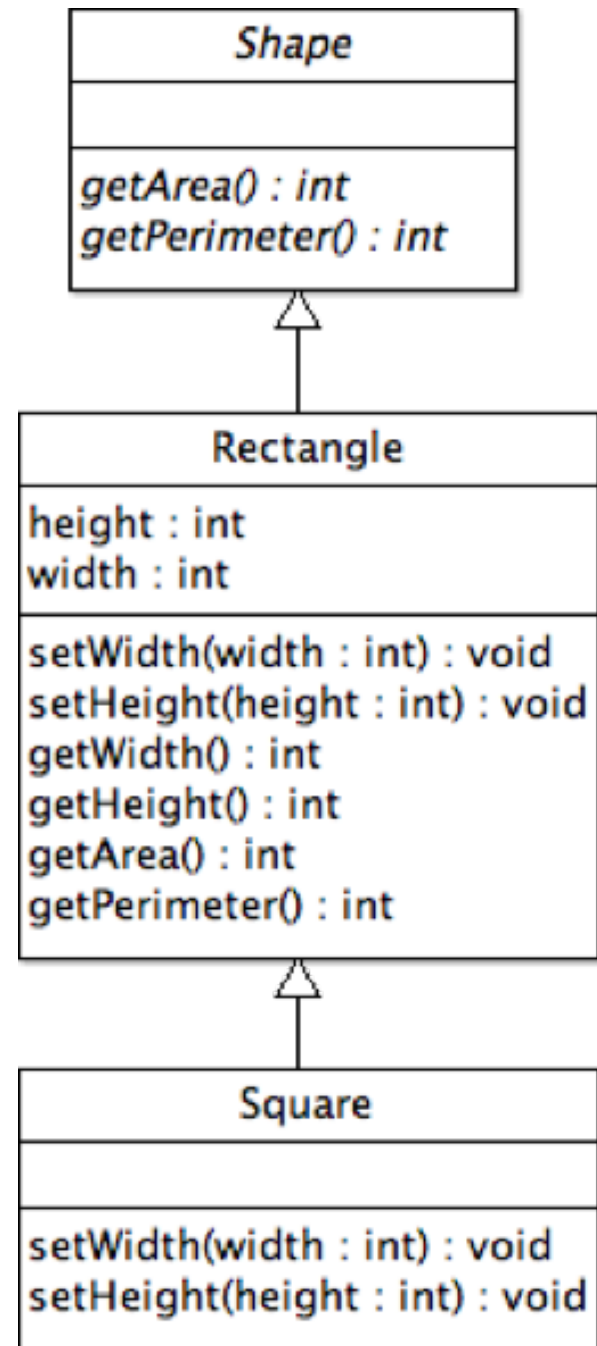 Shape
getArea() : int
getPerimeter() : int
Rectangle
height : int
width : int
setWidth(width : int) : void
setHeight(height : int) : void
getWidth() : int
getHeight() : int
getArea() : int
getPerimeter() : int
Square
setWidth(width : int) : void
setHeight(height : int) : void